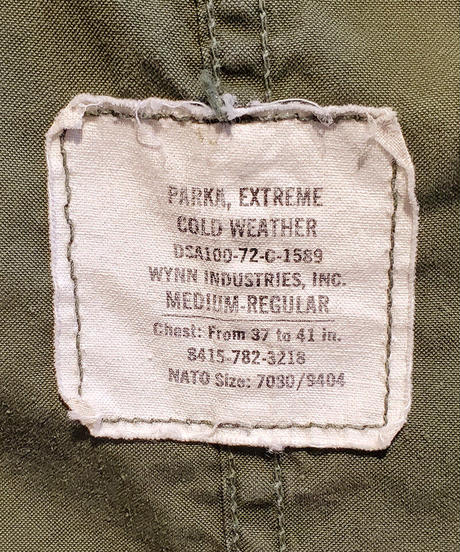 PARKA, EXTREME
COLD WEATHER
DSA100-72-C-1589
WYNN INDUSTRIES, INC.
MEDIUM-REGULAR
Chest: From 37 to 41 in.
8415-782-3218
NATO Size: 7080/9404